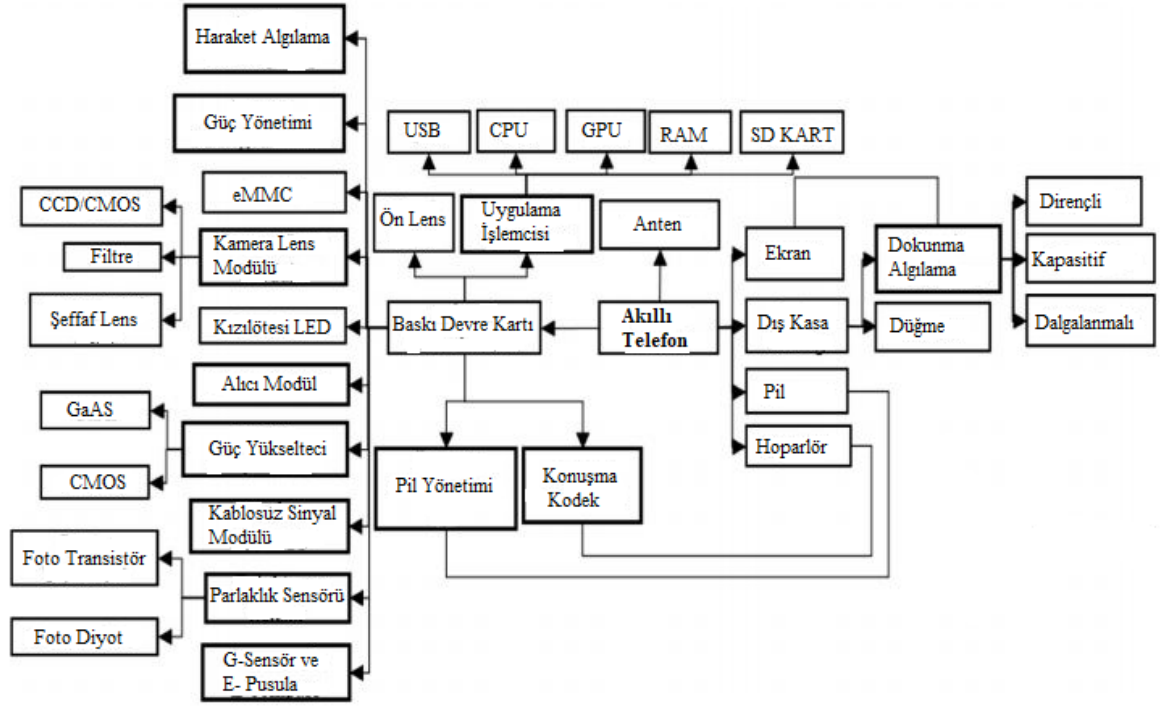 Haraket Algılama
Güç Yönetimi
USB
CPU
GPU
RAM
SD KART
eMMC
CCD/CMOS
Ön Lens
Uygulama
İşlemcisi
Anten
Dirençli
Kamera Lens
Modülü
Filtre
Ekran
Dokunma
Algılama
Kapasitif
Şeffaf Lens
Kızılötesi LED
Baskı Devre Kartı
Akıllı
Telefon
Dış Kasa
Düğme
Dalgalanmalı
Alıcı Modül
Pil
GaAS
Güç Yükselteci
Hoparlör
CMOS
Pil Yönetimi
Konuşma
Kodek
Kablosuz Sinyal
Modülü
Foto Transistör
Parlaklık Sensörü
Foto Diyot
G-Sensör ve
E- Pusula